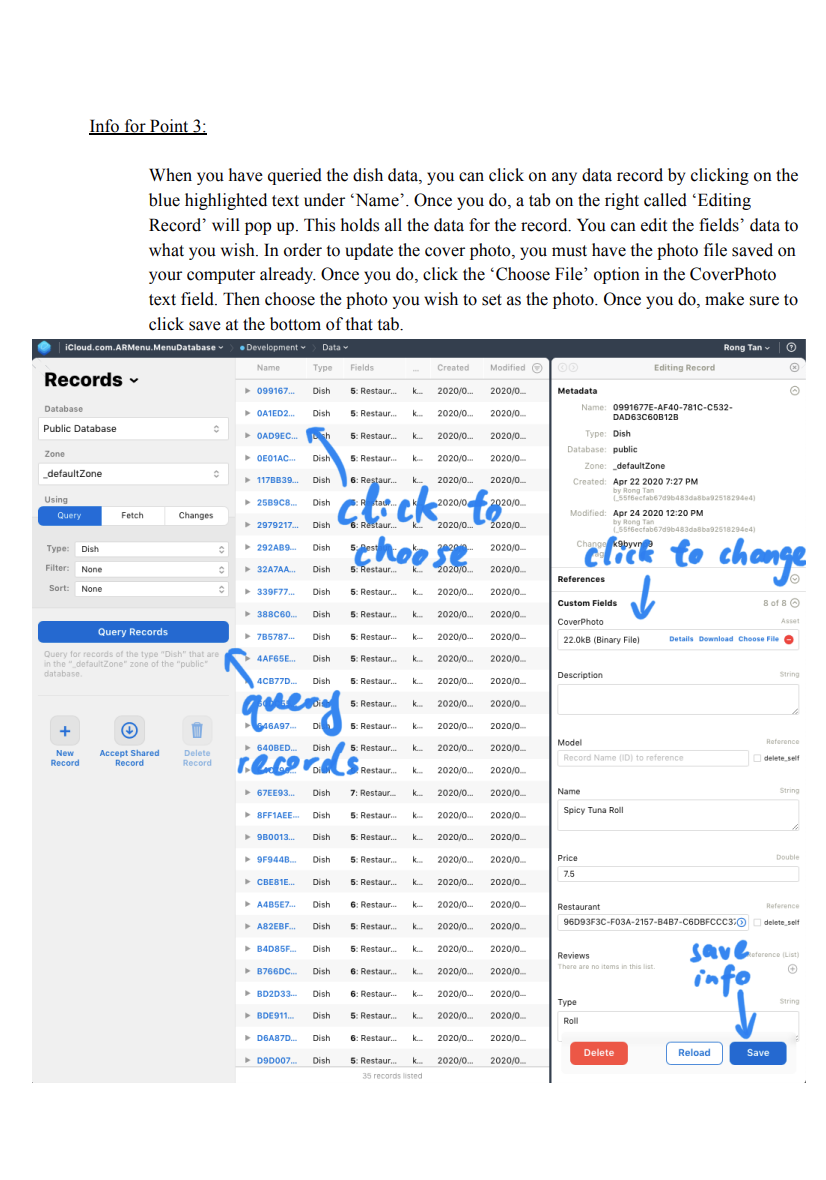 Info for Point 3:
When you have queried the dish data, you can click on any data record by clicking on the
blue highlighted text under ‘Name’. Once you do, a tab on the right called ‘Editing
Record’ will pop up. This holds all the data for the record. You can edit the fields’ data to
what you wish. In order to update the cover photo, you must have the photo file saved on
your computer already. Once you do, click the ‘Choose File’ option in the CoverPhoto
text field. Then choose the photo you wish to set as the photo. Once you do, make sure to
click save at the bottom of that tab.
iCloud.com.ARMenu.MenuDatabase Development Data Rong Tan
Records
Database
Public Database
Zone
_defaultZone
Using
Query Fetch Changes
Type: Dish
Filter: None
Sort: None
Query Records
Query for records of the type "Dish" that are
in the "_defaultZone" zone of the "public"
database.
New Record
Accept Shared Record
Delete Record
Name Type Fields ... Created Modified
099167... Dish 5: Restaur... k... 2020/0... 2020/0...
0A1ED2... Dish 5: Restaur... k... 2020/0... 2020/0...
0AD9EC... Dish 5: Restaur... k... 2020/0... 2020/0...
0E01AC... Dish 5: Restaur... k... 2020/0... 2020/0...
117BB39... Dish 6: Restaur... k... 2020/0... 2020/0...
25B9C8... Dish 5: Restaur... 2020/0... 2020/0...
2979217... Dish 6: Restaur... 2020/0... 2020/0...
292AB9... Dish 5: Restaur... 2020/0... 2020/0...
32A7AA... Dish 5: Restaur... k... 2020/0... 2020/0...
339F77... Dish 5: Restaur... k... 2020/0... 2020/0...
388C60... Dish 5: Restaur... k... 2020/0... 2020/0...
7B5787... Dish 5: Restaur... k... 2020/0... 2020/0...
4AF65E... Dish 5: Restaur... k... 2020/0... 2020/0...
4CB77D... Dish 5: Restaur... k... 2020/0... 2020/0...
Dish 5: Restaur... k... 2020/0... 2020/0...
646A97... Dish 5: Restaur... k... 2020/0... 2020/0...
640BED... Dish 5: Restaur... k... 2020/0... 2020/0...
Dish 5: Restaur... k... 2020/0... 2020/0...
67EE93... Dish 7: Restaur... k... 2020/0... 2020/0...
8FF1AEE... Dish 5: Restaur... k... 2020/0... 2020/0...
9B0013... Dish 5: Restaur... k... 2020/0... 2020/0...
9F944B... Dish 5: Restaur... k... 2020/0... 2020/0...
CBE81E... Dish 5: Restaur... k... 2020/0... 2020/0...
A4B5E7... Dish 6: Restaur... k... 2020/0... 2020/0...
A82EBF... Dish 5: Restaur... k... 2020/0... 2020/0...
B4D85F... Dish 5: Restaur... k... 2020/0... 2020/0...
B766DC... Dish 6: Restaur... k... 2020/0... 2020/0...
BD2D33... Dish 6: Restaur... k... 2020/0... 2020/0...
BDE911... Dish 5: Restaur... k... 2020/0... 2020/0...
D6A87D... Dish 6: Restaur... k... 2020/0... 2020/0...
D9D007... Dish 5: Restaur... k... 2020/0... 2020/0...
35 records listed
click to
choose
query
records
Editing Record
Metadata
Name: 0991677E-AF40-781C-C532-
DAD63C60B12B
Type: Dish
Database: public
Zone: _defaultZone
Created: Apr 22 2020 7:27 PM
by Rong Tan
(_55f6ecfab67d9b483da6ba92518294e4)
Modified: Apr 24 2020 12:20 PM
by Rong Tan
(_55f6ecfab67d9b483da6ba92518294e4)
Change
click to change
References
Custom Fields 8 of 8
CoverPhoto Asset
22.0kB (Binary File) Details Download Choose File
Description String
Model Reference
Record Name (ID) to reference delete_self
Name String
Spicy Tuna Roll
Price Double
7.5
Restaurant Reference
96D93F3C-F03A-2157-B4B7-C6DBFCCC37 delete_self
Reviews Reference (List)
There are no items in this list.
save
info
Type String
Roll
Delete Reload Save